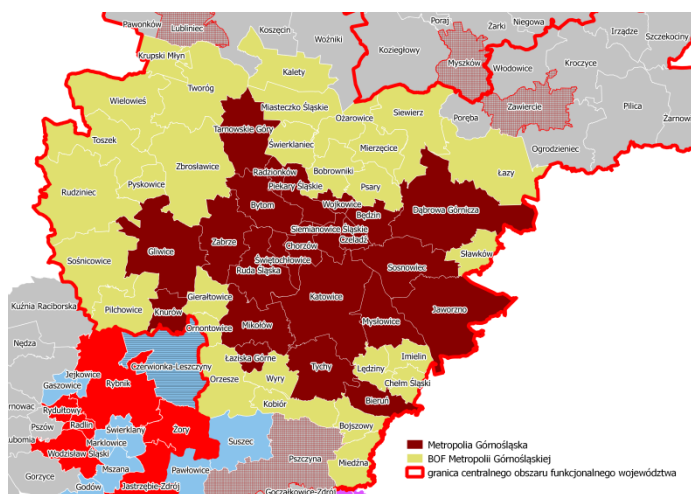 Pawonków
Lubliniec
Koszęcin
Woźniki
Koziegłowy
Poraj
Żarki
Niegowa
Irządze
Szczekociny
Myszków
Włodowice
Kroczyce
Zawiercie
Pilica
Żarnow
Poręba
Ogrodzieniec
Krupski Młyn
Kalety
Tworóg
Wielowieś
Miasteczko Śląskie
Ożarowice
Siewierz
Tarnowskie Góry
Toszek
Świerklaniec
Mierzęcice
Zbrosławice
Radzionków
Bobrowniki
Łazy
Rudziniec
Pyskowice
Piekary Śląskie
Psary
Bytom
Wojkowice
Będzin
Dąbrowa Górnicza
Siemianowice Śląskie
Czeladź
Gliwice
Zabrze
Chorzów
Sławków
Sośnicowice
Świętochłowice
Ruda Śląska
Sosnowiec
Gierałtowice
Katowice
Kuźnia Raciborska
Pilchowice
Knurów
Jaworzno
Ornontowice
Mikołów
Mysłowice
Nędza
Czerwionka-Leszczyny
Łaziska Górne
Tychy
Imielin
Lędziny
Jejkowice
Gaszowice
Rybnik
Orzesze
Wyry
Chełm Śląski
Kobiór
Bieruń
Rydułtowy
Radlin
Świerklany
Żory
Suszec
Bojszowy
Pszów
Marklowice
Wodzisław Śląski
Pszczyna
Miedźna
Mszana
Pawłowice
Gorzyce
Godów
Jastrzębie-Zdrój
Goczałkowice-Zdrój
Metropolia Górnośląska
BOF Metropolii Górnośląskiej
granica centralnego obszaru funkcjonalnego województwa